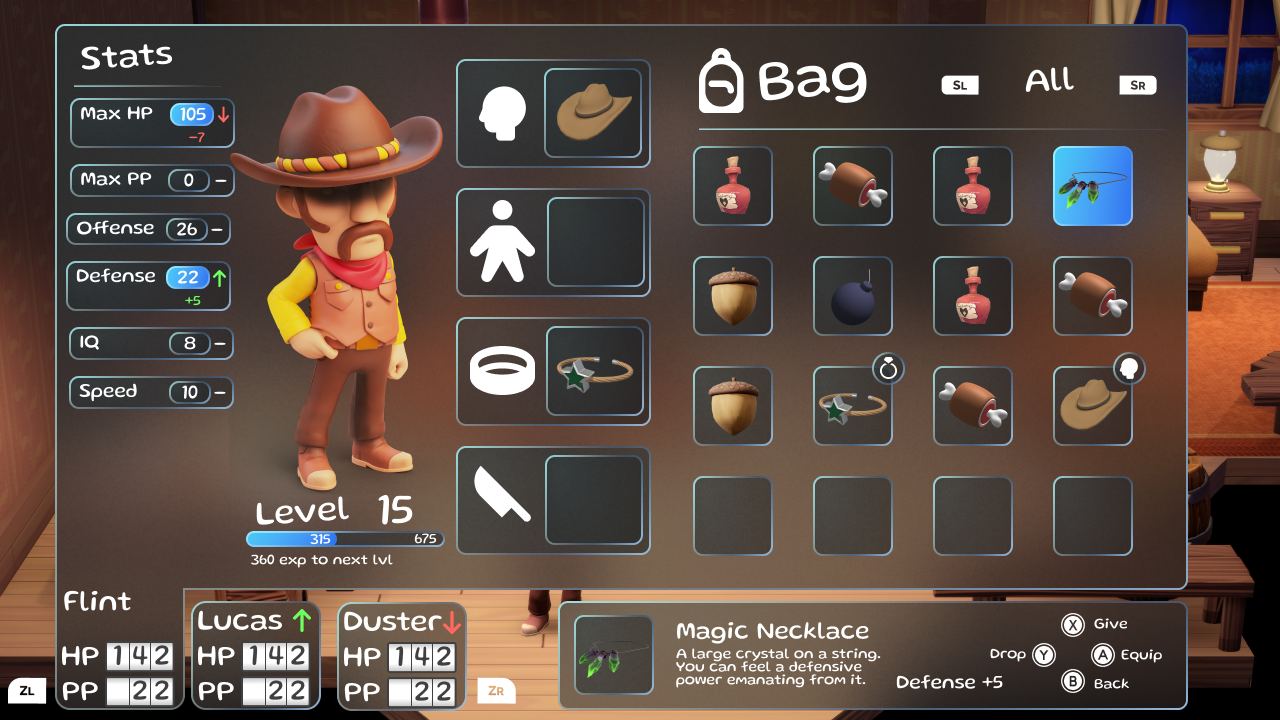 Stats
Max HP 105
-7
Max PP 0 -
Offense 26 -
Defense 22
+5
IQ 8 -
Speed 10 -
Level 15
315 675
360 exp to next lvl
Bag
SL All SR
Flint
HP 142
PP 22
Lucas
HP 142
PP 22
Duster
HP 142
PP 22
ZL
ZR
Magic Necklace
A large crystal on a string.
You can feel a defensive
power emanating from it.
Defense +5
X Give
Drop Y
A Equip
B Back